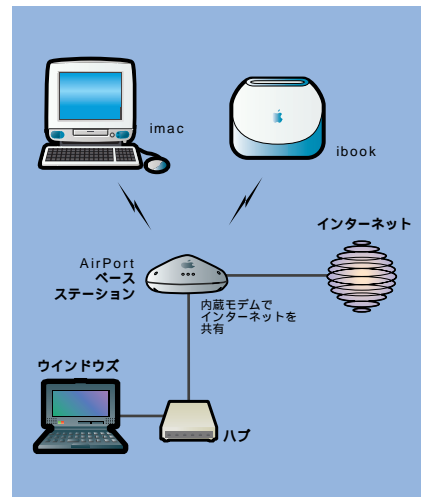 imac
ibook
インターネット
AirPort
ベース
ステーション
内蔵モデムで
インターネットを
共有
ウインドウズ
ハブ